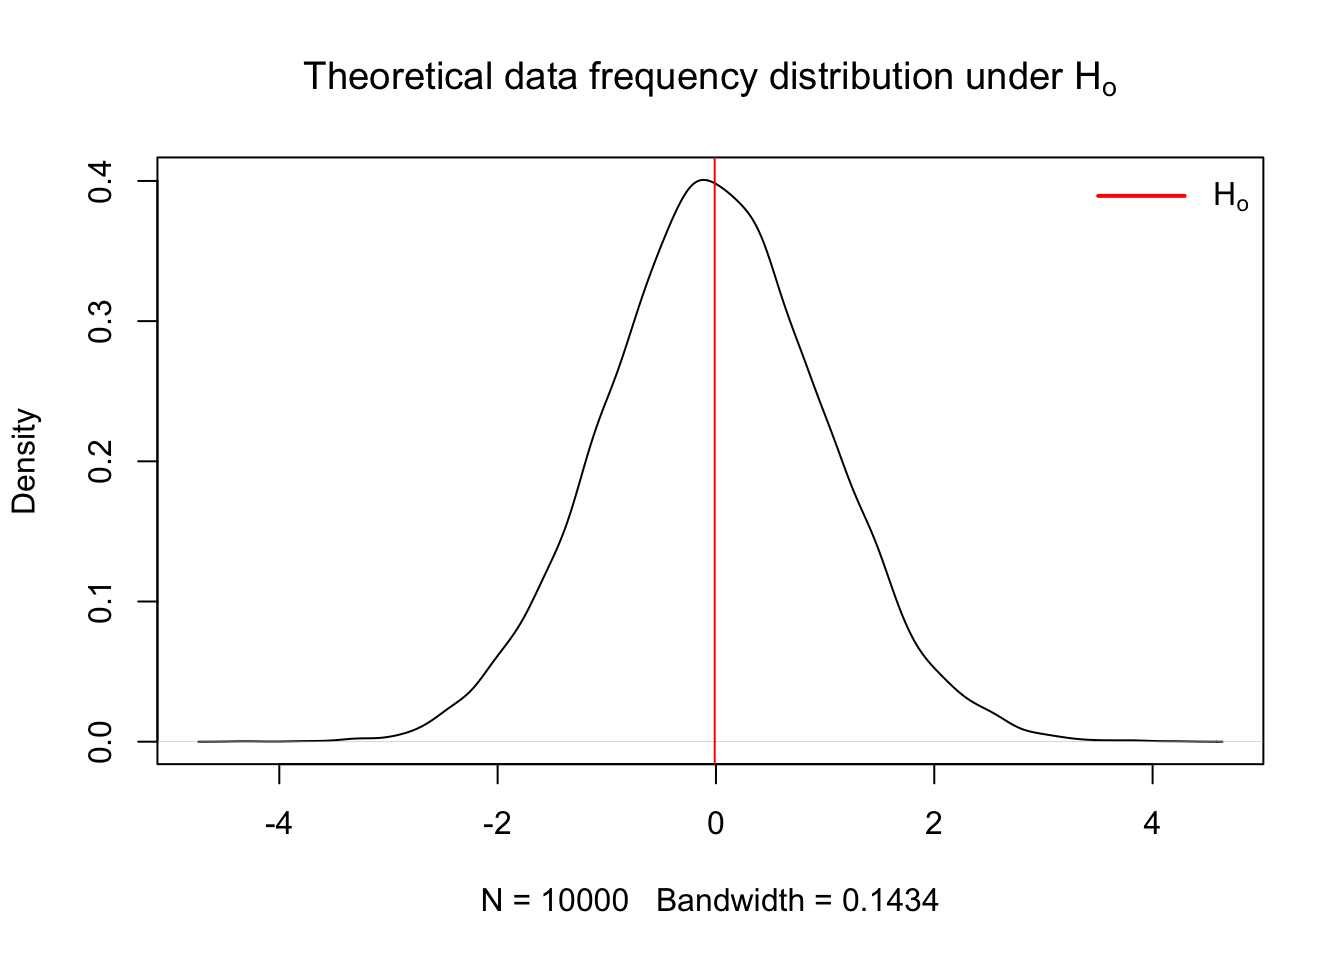 Theoretical data frequency distribution under Hₒ
Hₒ
Density
0.4
0.3
0.2
0.1
0.0
-4 -2 0 2 4
N = 10000 Bandwidth = 0.1434